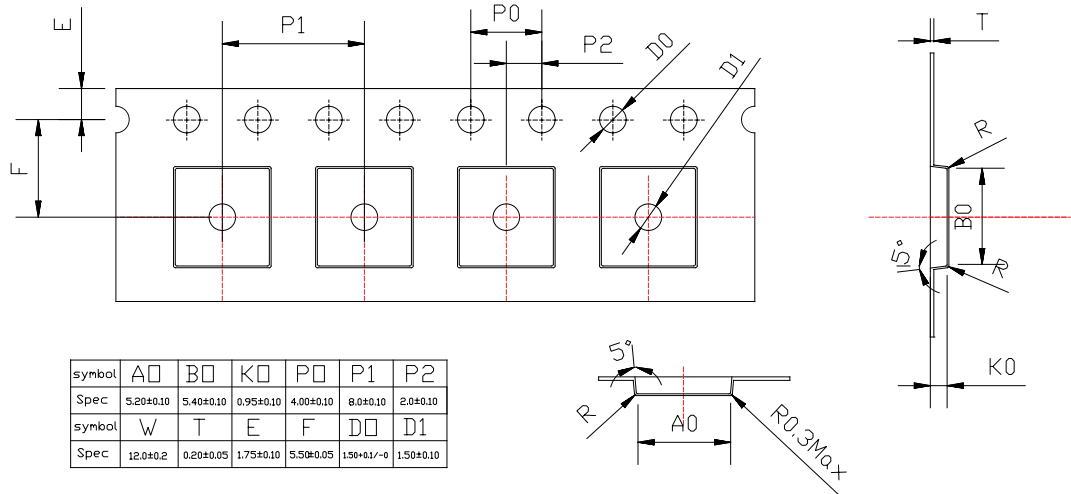 E
P1
P0
P2
D0
D1
T
F
R
B0
5°
R
K0
5°
R
A0
R0.3Max
symbol A0 B0 K0 P0 P1 P2
Spec 5.20±0.10 5.40±0.10 0.95±0.10 4.00±0.10 8.0±0.10 2.0±0.10
symbol W T E F D0 D1
Spec 12.0±0.2 0.20±0.05 1.75±0.10 5.50±0.05 1.50+0.1/-0 1.50±0.10